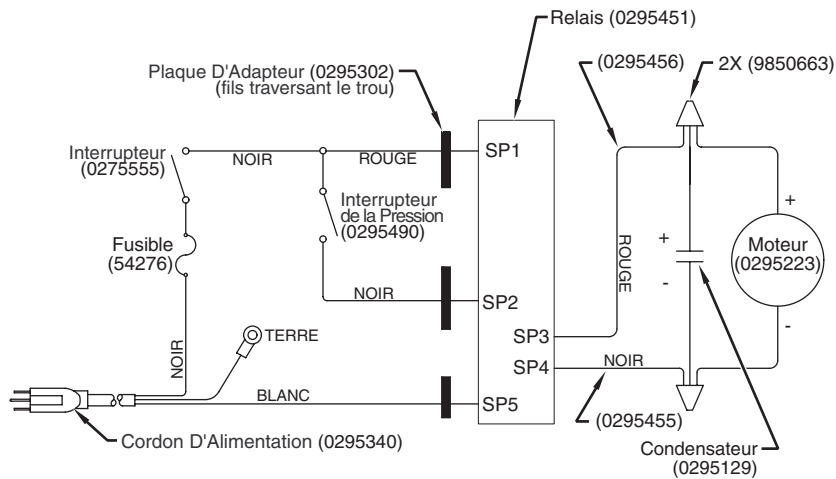 Relais (0295451)
Plaque D'Adapteur (0295302)
(fils traversant le trou)
(0295456)
2X (9850663)
Interrupteur
(0275555)
NOIR
ROUGE
SP1
Interrupteur
de la Pression
(0295490)
Fusible
(54276)
+
Moteur
(0295223)
-
+
-
ROUGE
NOIR
SP2
SP3
NOIR
TERRE
NOIR
SP4
BLANC
SP5
(0295455)
Cordon D'Alimentation (0295340)
Condensateur
(0295129)